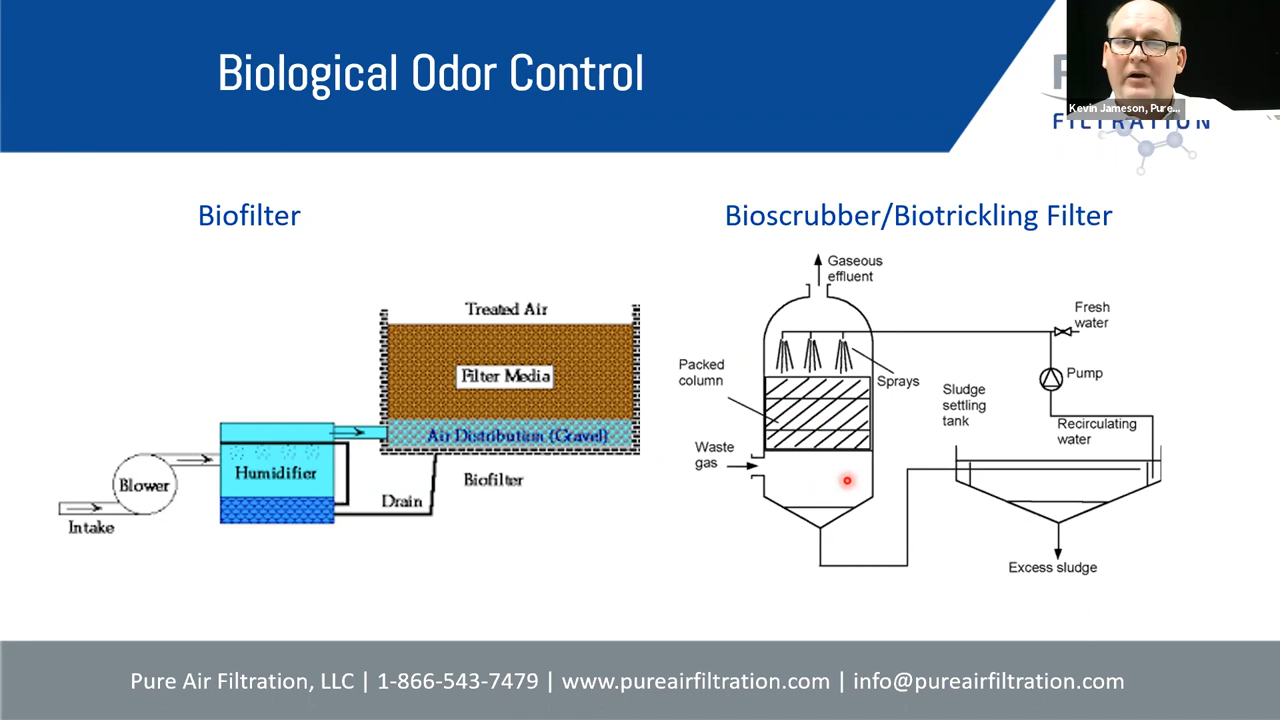 Biological Odor Control
Kevin Jameson, Pure...
FILTRATION
Biofilter
Bioscrubber/Biotrickling Filter
Treated Air
Filter Media
Air Distribution (Gravel)
Humidifier
Blower
Intake
Drain
Biofilter
Gaseous
effluent
Fresh
water
Packed
column
Sprays
Pump
Sludge
settling
tank
Recirculating
water
Waste
gas
Excess sludge
Pure Air Filtration, LLC | 1-866-543-7479 | www.pureairfiltration.com | info@pureairfiltration.com